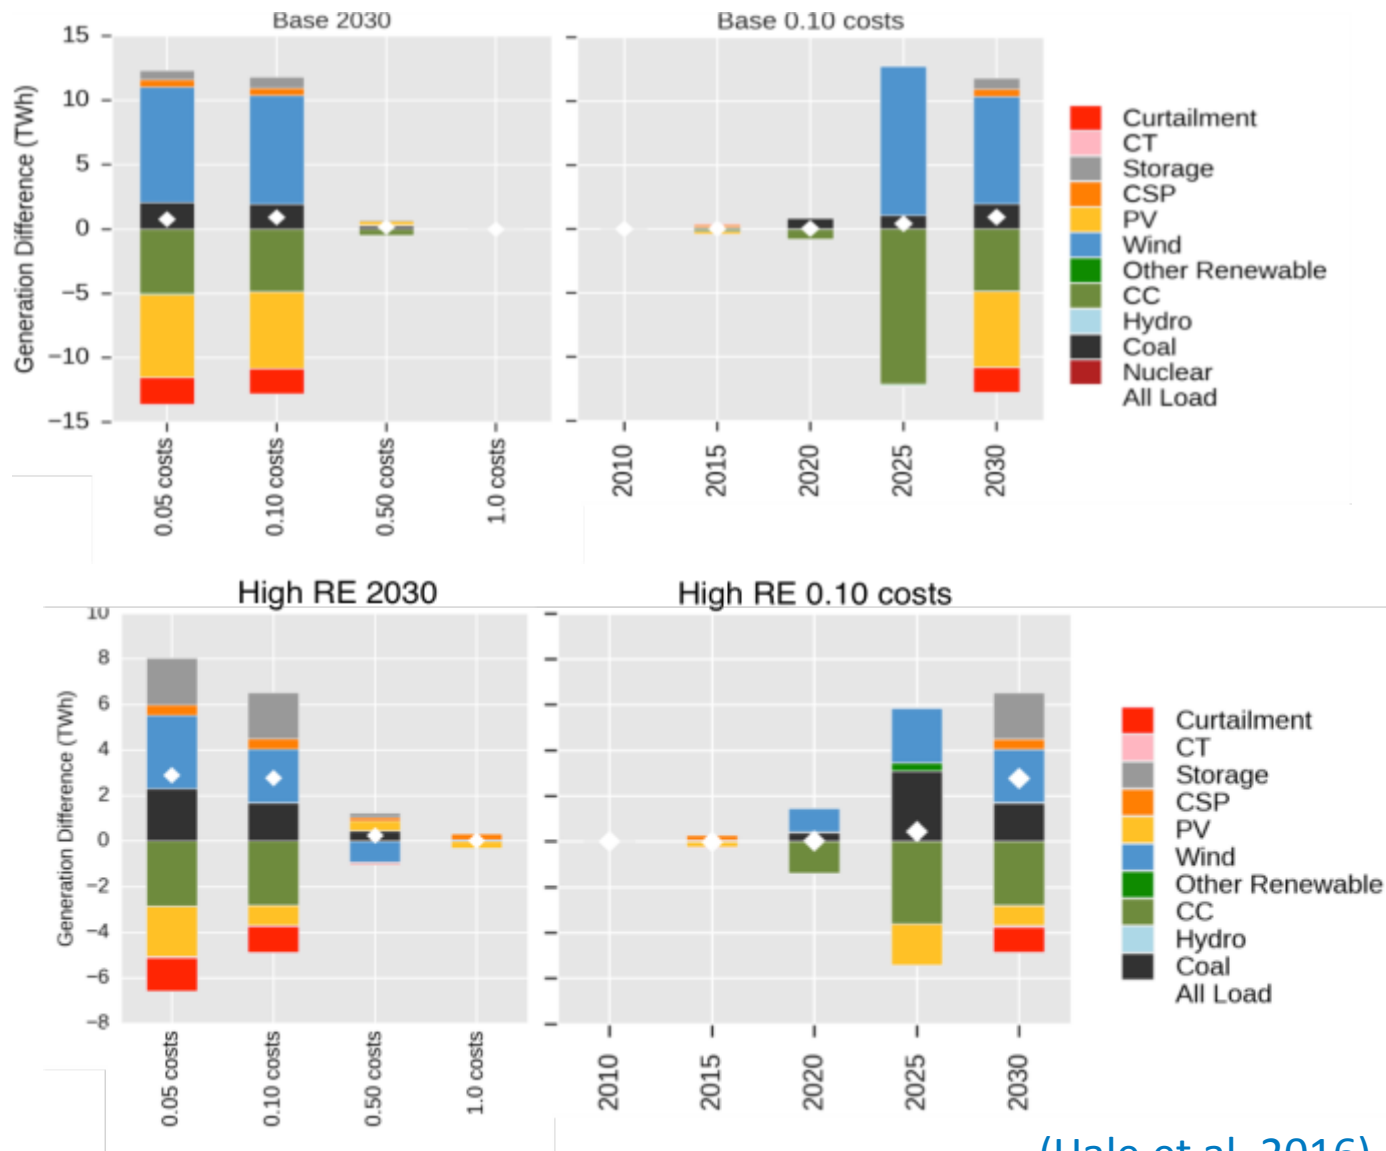 Base 2030
Base 0.10 costs
Generation Difference (TWh)
15
10
5
0
−5
−10
−15
0.05 costs
0.10 costs
0.50 costs
1.0 costs
2010
2015
2020
2025
2030
Curtailment
CT
Storage
CSP
PV
Wind
Other Renewable
CC
Hydro
Coal
Nuclear
All Load
High RE 2030
High RE 0.10 costs
Generation Difference (TWh)
10
8
6
4
2
0
−2
−4
−6
−8
0.05 costs
0.10 costs
0.50 costs
1.0 costs
2010
2015
2020
2025
2030
Curtailment
CT
Storage
CSP
PV
Wind
Other Renewable
CC
Hydro
Coal
All Load
(Hale et al. 2016)